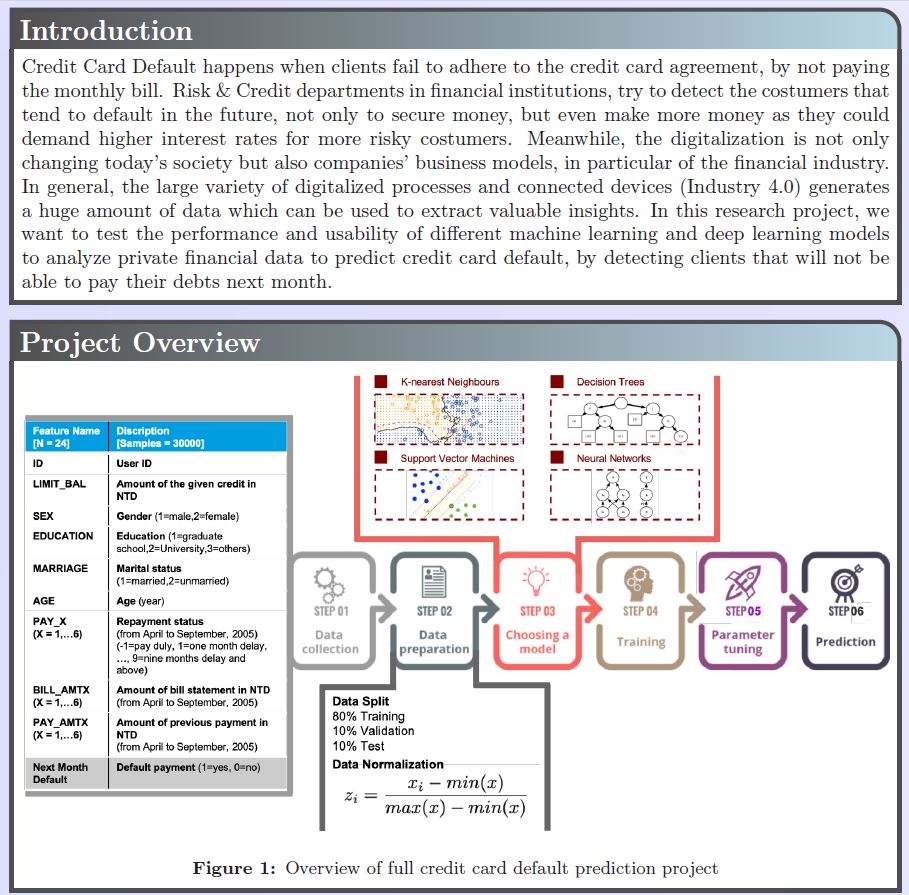 Introduction
Credit Card Default happens when clients fail to adhere to the credit card agreement, by not paying
the monthly bill. Risk & Credit departments in financial institutions, try to detect the costumers that
tend to default in the future, not only to secure money, but even make more money as they could
demand higher interest rates for more risky costumers. Meanwhile, the digitalization is not only
changing today's society but also companies' business models, in particular of the financial industry.
In general, the large variety of digitalized processes and connected devices (Industry 4.0) generates
a huge amount of data which can be used to extract valuable insights. In this research project, we
want to test the performance and usability of different machine learning and deep learning models
to analyze private financial data to predict credit card default, by detecting clients that will not be
able to pay their debts next month.
Project Overview
K-nearest Neighbours
Decision Trees
Support Vector Machines
Neural Networks
Feature Name
[N = 24]
Discription
[Samples = 30000]
ID
User ID
LIMIT_BAL
Amount of the given credit in
NTD
SEX
Gender (1=male,2=female)
EDUCATION
Education (1=graduate
school,2=University,3=others)
MARRIAGE
Marital status
(1=married,2=unmarried)
AGE
Age (year)
PAY_X
(X = 1,...6)
Repayment status
(from April to September, 2005)
(-1=pay duly, 1=one month delay,
..., 9=nine months delay and
above)
BILL_AMTX
(X = 1,...6)
Amount of bill statement in NTD
(from April to September, 2005)
PAY_AMTX
(X = 1,...6)
Amount of previous payment in
NTD
(from April to September, 2005)
Next Month
Default
Default payment (1=yes, 0=no)
STEP 01
Data
collection
STEP 02
Data
preparation
STEP 03
Choosing a
model
STEP 04
Training
STEP 05
Parameter
tuning
STEP 06
Prediction
Data Split
80% Training
10% Validation
10% Test
Data Normalization
z_i = (x_i − min(x)) / (max(x) − min(x))
Figure 1: Overview of full credit card default prediction project